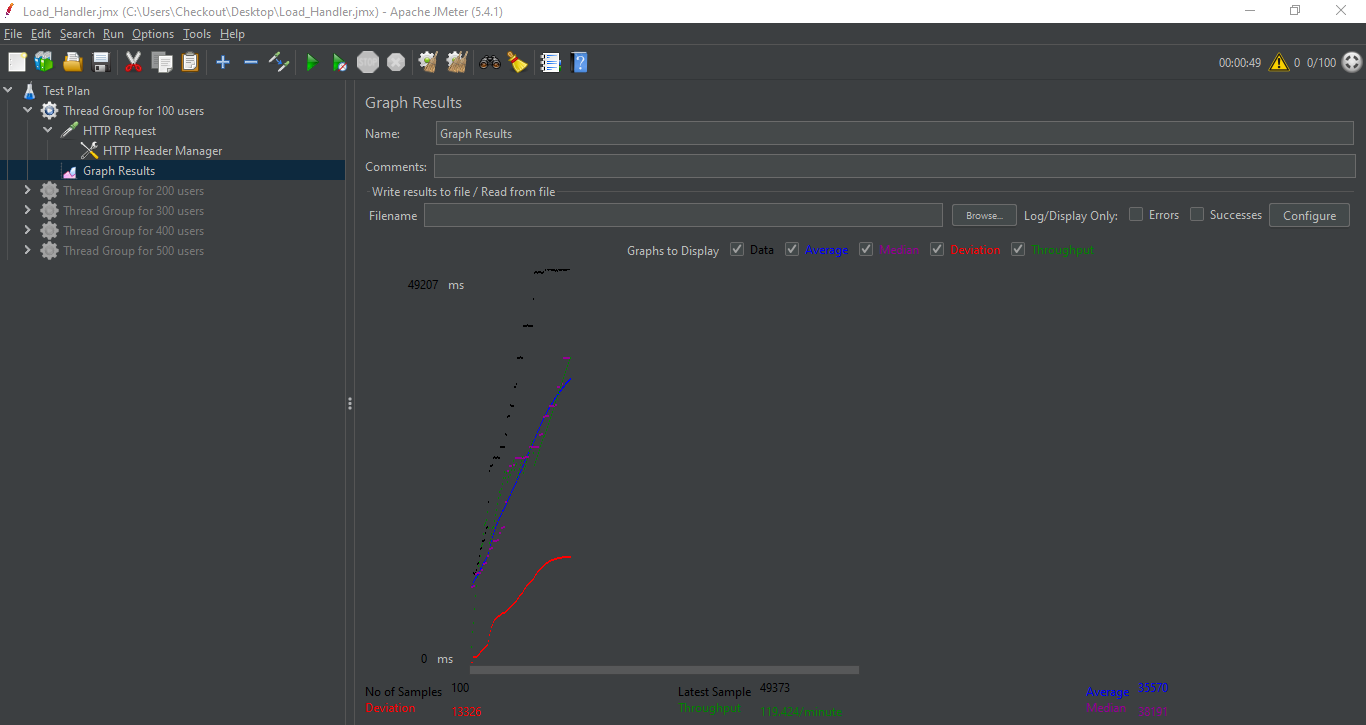 Load_Handler.jmx (C:\Users\Checkout\Desktop\Load_Handler.jmx) - Apache JMeter (5.4.1)
File Edit Search Run Options Tools Help
STOP 00:00:49 0 0/100
Test Plan
Thread Group for 100 users
HTTP Request
HTTP Header Manager
Graph Results
Thread Group for 200 users
Thread Group for 300 users
Thread Group for 400 users
Thread Group for 500 users
Graph Results
Name: Graph Results
Comments:
Write results to file / Read from file
Filename Browse... Log/Display Only: Errors Successes Configure
Graphs to Display Data Average Median Deviation Throughput
49207 ms
0 ms
No of Samples 100 Latest Sample 49373 Average 35570
Deviation 13326 Throughput 119.424/minute Median